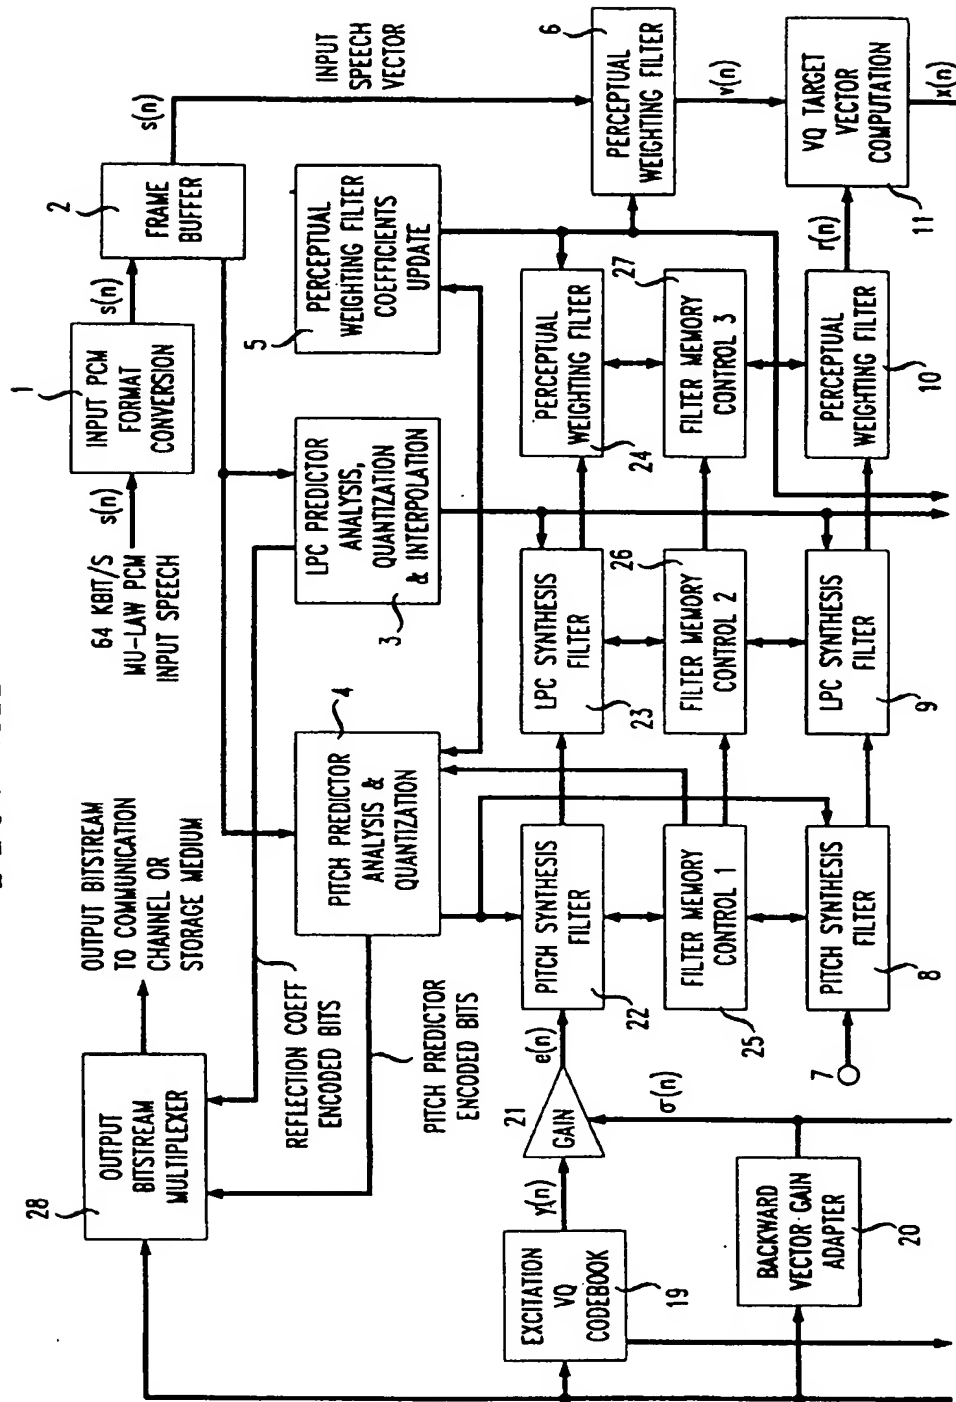 64 KBIT/S
MU-LAW PCM
INPUT SPEECH
s(n)
1
INPUT PCM
FORMAT
CONVERSION
s(n)
2
FRAME
BUFFER
s(n)
INPUT
SPEECH
VECTOR
OUTPUT BITSTREAM
TO COMMUNICATION
CHANNEL OR
STORAGE MEDIUM
28
OUTPUT
BITSTREAM
MULTIPLEXER
REFLECTION COEFF
ENCODED BITS
PITCH PREDICTOR
ENCODED BITS
4
PITCH PREDICTOR
ANALYSIS &
QUANTIZATION
3
LPC PREDICTOR
ANALYSIS,
QUANTIZATION
& INTERPOLATION
5
PERCEPTUAL
WEIGHTING FILTER
COEFFICIENTS
UPDATE
6
PERCEPTUAL
WEIGHTING FILTER
v(n)
EXCITATION
VQ
CODEBOOK
19
y(n)
21
GAIN
e(n)
PITCH SYNTHESIS
FILTER
22
LPC SYNTHESIS
FILTER
23
PERCEPTUAL
WEIGHTING FILTER
24
FILTER MEMORY
CONTROL 1
25
FILTER MEMORY
CONTROL 2
26
FILTER MEMORY
CONTROL 3
27
σ(n)
BACKWARD
VECTOR GAIN
ADAPTER
20
7
PITCH SYNTHESIS
FILTER
8
LPC SYNTHESIS
FILTER
9
PERCEPTUAL
WEIGHTING FILTER
10
r(n)
VQ TARGET
VECTOR
COMPUTATION
11
x(n)